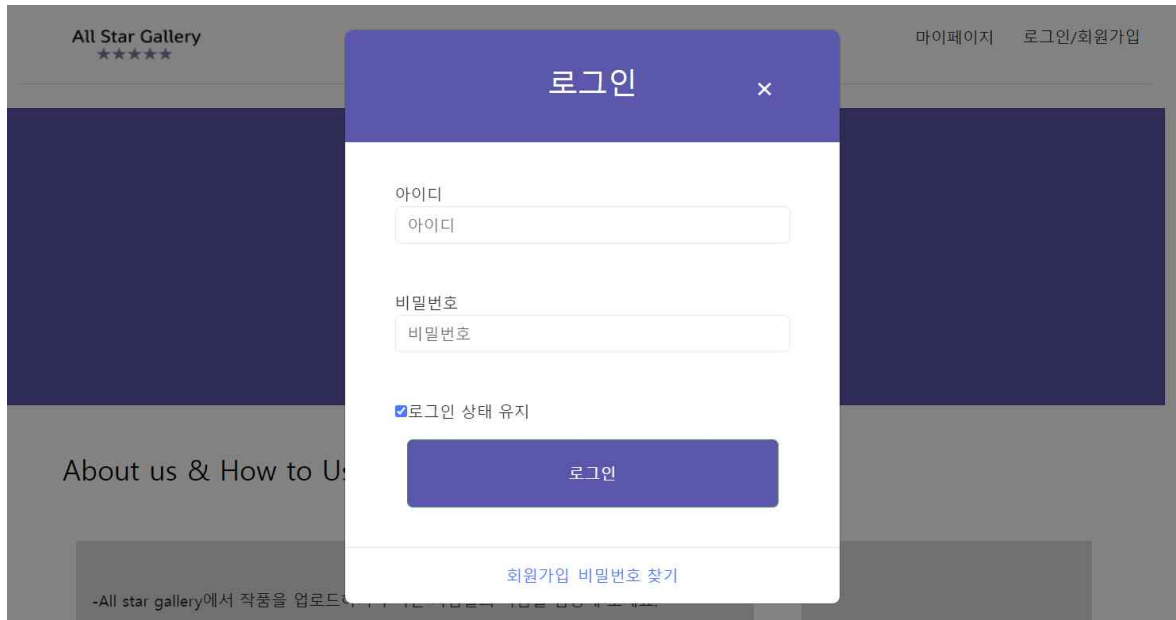 All Star Gallery
★★★★★
마이페이지 로그인/회원가입
로그인 ×
아이디
아이디
비밀번호
비밀번호
로그인 상태 유지
로그인
About us & How to Us
회원가입 비밀번호 찾기
-All star gallery에서 작품을 업로드하